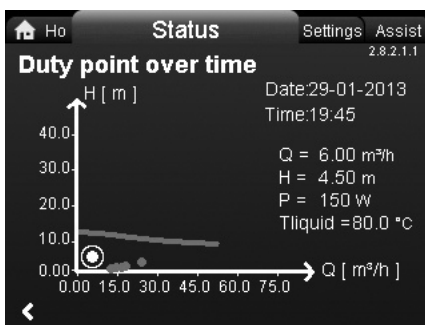 Ho Status Settings Assist
2.8.2.1.1
Duty point over time
H [ m ]
Date:29-01-2013
Time:19:45
40.0
30.0
20.0
10.0
0.00
Q = 6.00 m³/h
H = 4.50 m
P = 150 W
Tliquid =80.0 °C
Q [ m³/h ]
0.00 15.0 30.0 45.0 60.0 75.0